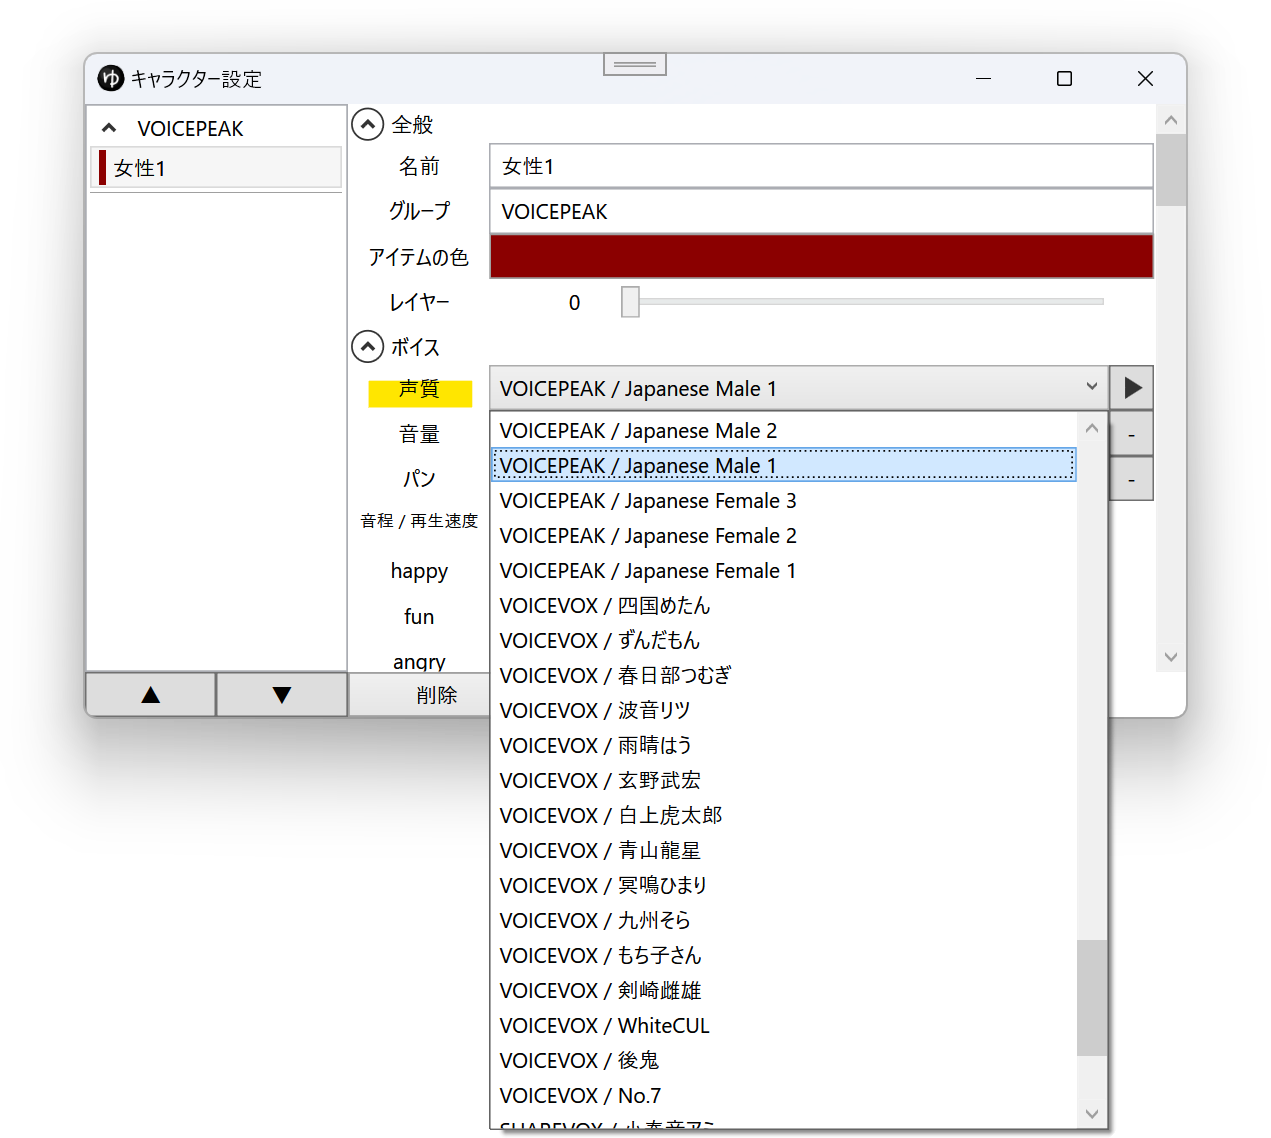 ゆ キャラクター設定
VOICEPEAK
女性1
全般
名前 女性1
グループ VOICEPEAK
アイテムの色
レイヤー 0
ボイス
声質 VOICEPEAK / Japanese Male 1
音量 -
パン -
音程 / 再生速度
happy
fun
angry
▲ ▼ 削除
VOICEPEAK / Japanese Male 2
VOICEPEAK / Japanese Male 1
VOICEPEAK / Japanese Female 3
VOICEPEAK / Japanese Female 2
VOICEPEAK / Japanese Female 1
VOICEVOX / 四国めたん
VOICEVOX / ずんだもん
VOICEVOX / 春日部つむぎ
VOICEVOX / 波音リツ
VOICEVOX / 雨晴はう
VOICEVOX / 玄野武宏
VOICEVOX / 白上虎太郎
VOICEVOX / 青山龍星
VOICEVOX / 冥鳴ひまり
VOICEVOX / 九州そら
VOICEVOX / もち子さん
VOICEVOX / 剣崎雌雄
VOICEVOX / WhiteCUL
VOICEVOX / 後鬼
VOICEVOX / No.7
SHAREVOX / 小春音アミ